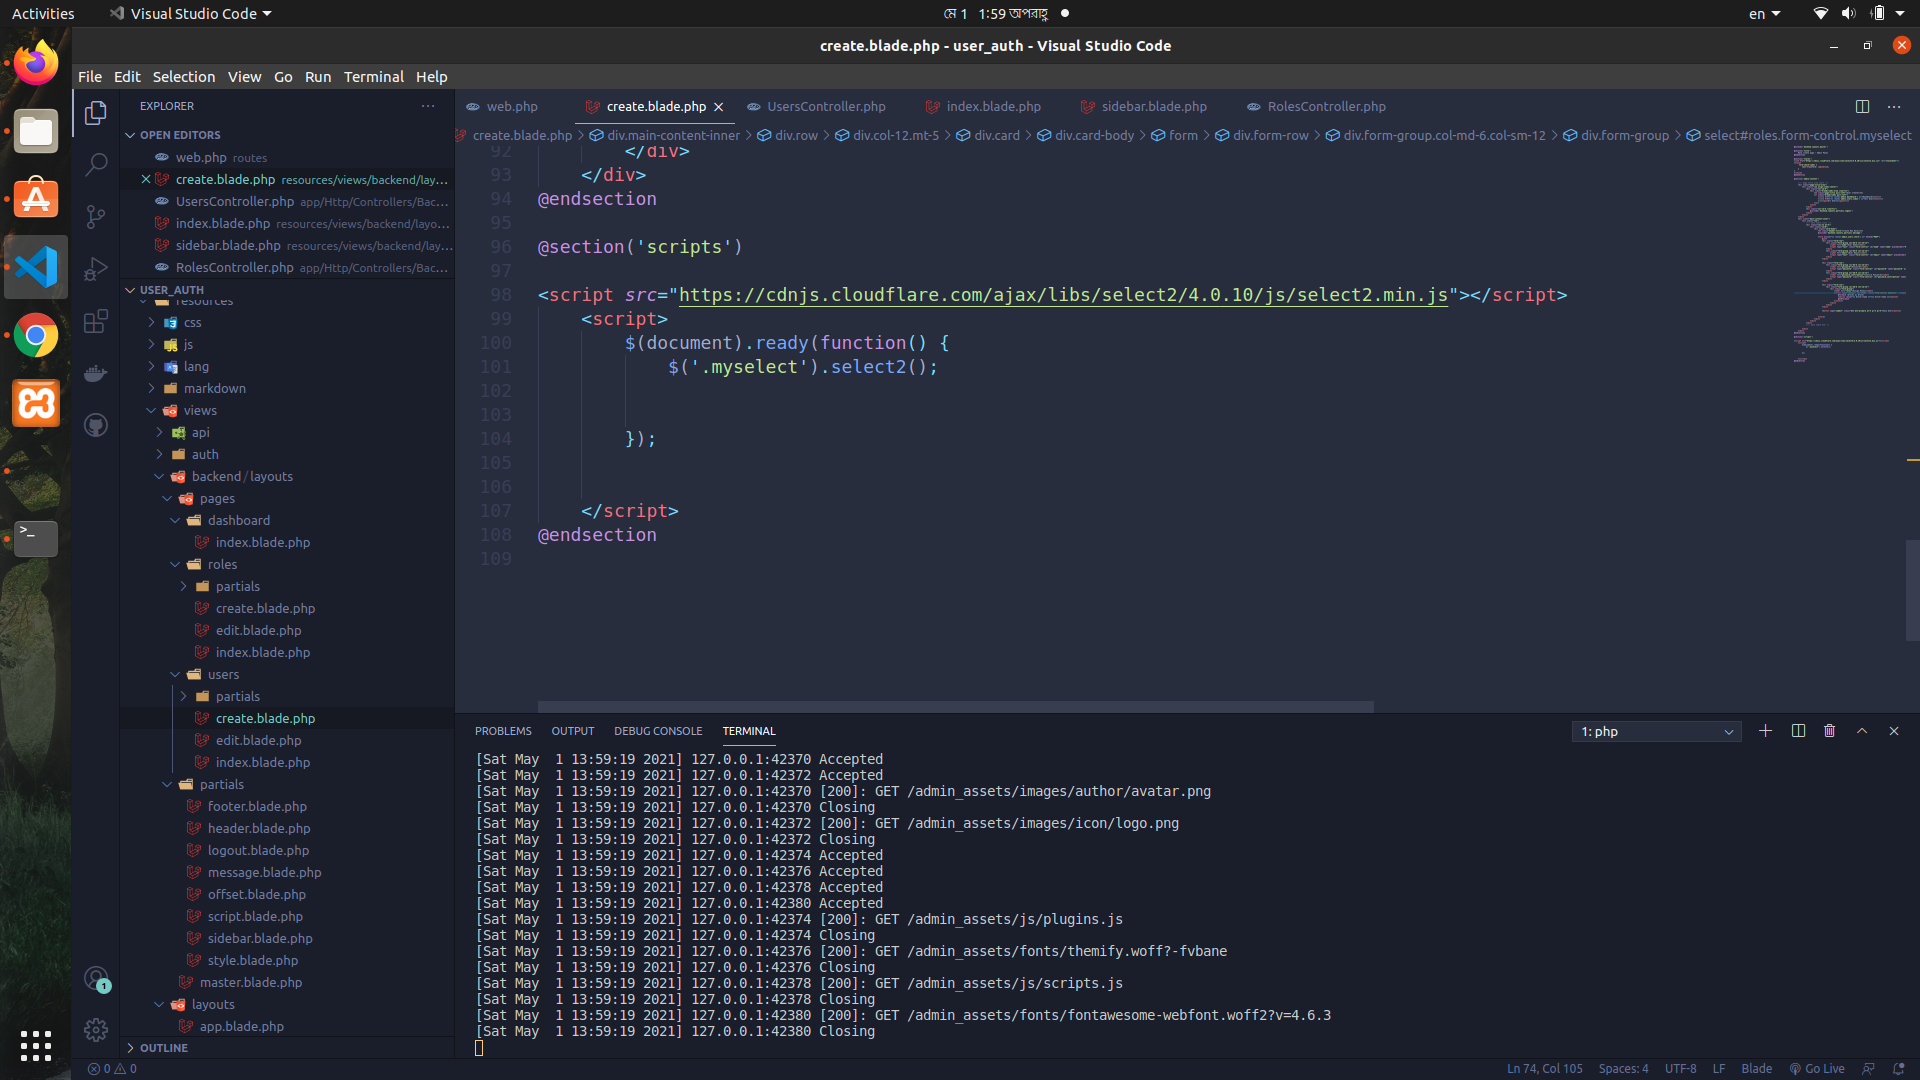 Activities
Visual Studio Code
মে 1 1:59 অপরাহ্ণ
en
create.blade.php - user_auth - Visual Studio Code
File Edit Selection View Go Run Terminal Help
EXPLORER
OPEN EDITORS
web.php routes
create.blade.php resources/views/backend/lay...
UsersController.php app/Http/Controllers/Bac...
index.blade.php resources/views/backend/layo...
sidebar.blade.php resources/views/backend/lay...
RolesController.php app/Http/Controllers/Bac...
USER_AUTH
resources
css
js
lang
markdown
views
api
auth
backend/layouts
pages
dashboard
index.blade.php
roles
partials
create.blade.php
edit.blade.php
index.blade.php
users
partials
create.blade.php
edit.blade.php
index.blade.php
partials
footer.blade.php
header.blade.php
logout.blade.php
message.blade.php
offset.blade.php
script.blade.php
sidebar.blade.php
style.blade.php
master.blade.php
layouts
app.blade.php
OUTLINE
web.php create.blade.php UsersController.php index.blade.php sidebar.blade.php RolesController.php
create.blade.php > div.main-content-inner > div.row > div.col-12.mt-5 > div.card > div.card-body > form > div.form-row > div.form-group.col-md-6.col-sm-12 > div.form-group > select#roles.form-control.myselect
92 </div>
93 </div>
94 @endsection
95
96 @section('scripts')
97
98 <script src="https://cdnjs.cloudflare.com/ajax/libs/select2/4.0.10/js/select2.min.js"></script>
99 <script>
100 $(document).ready(function() {
101 $('.myselect').select2();
102
103
104 });
105
106
107 </script>
108 @endsection
109
PROBLEMS OUTPUT DEBUG CONSOLE TERMINAL
1: php
[Sat May  1 13:59:19 2021] 127.0.0.1:42370 Accepted
[Sat May  1 13:59:19 2021] 127.0.0.1:42372 Accepted
[Sat May  1 13:59:19 2021] 127.0.0.1:42370 [200]: GET /admin_assets/images/author/avatar.png
[Sat May  1 13:59:19 2021] 127.0.0.1:42370 Closing
[Sat May  1 13:59:19 2021] 127.0.0.1:42372 [200]: GET /admin_assets/images/icon/logo.png
[Sat May  1 13:59:19 2021] 127.0.0.1:42372 Closing
[Sat May  1 13:59:19 2021] 127.0.0.1:42374 Accepted
[Sat May  1 13:59:19 2021] 127.0.0.1:42376 Accepted
[Sat May  1 13:59:19 2021] 127.0.0.1:42378 Accepted
[Sat May  1 13:59:19 2021] 127.0.0.1:42380 Accepted
[Sat May  1 13:59:19 2021] 127.0.0.1:42374 [200]: GET /admin_assets/js/plugins.js
[Sat May  1 13:59:19 2021] 127.0.0.1:42374 Closing
[Sat May  1 13:59:19 2021] 127.0.0.1:42376 [200]: GET /admin_assets/fonts/themify.woff?-fvbane
[Sat May  1 13:59:19 2021] 127.0.0.1:42376 Closing
[Sat May  1 13:59:19 2021] 127.0.0.1:42378 [200]: GET /admin_assets/js/scripts.js
[Sat May  1 13:59:19 2021] 127.0.0.1:42378 Closing
[Sat May  1 13:59:19 2021] 127.0.0.1:42380 [200]: GET /admin_assets/fonts/fontawesome-webfont.woff2?v=4.6.3
[Sat May  1 13:59:19 2021] 127.0.0.1:42380 Closing
1
0 0
Ln 74, Col 105 Spaces: 4 UTF-8 LF Blade Go Live